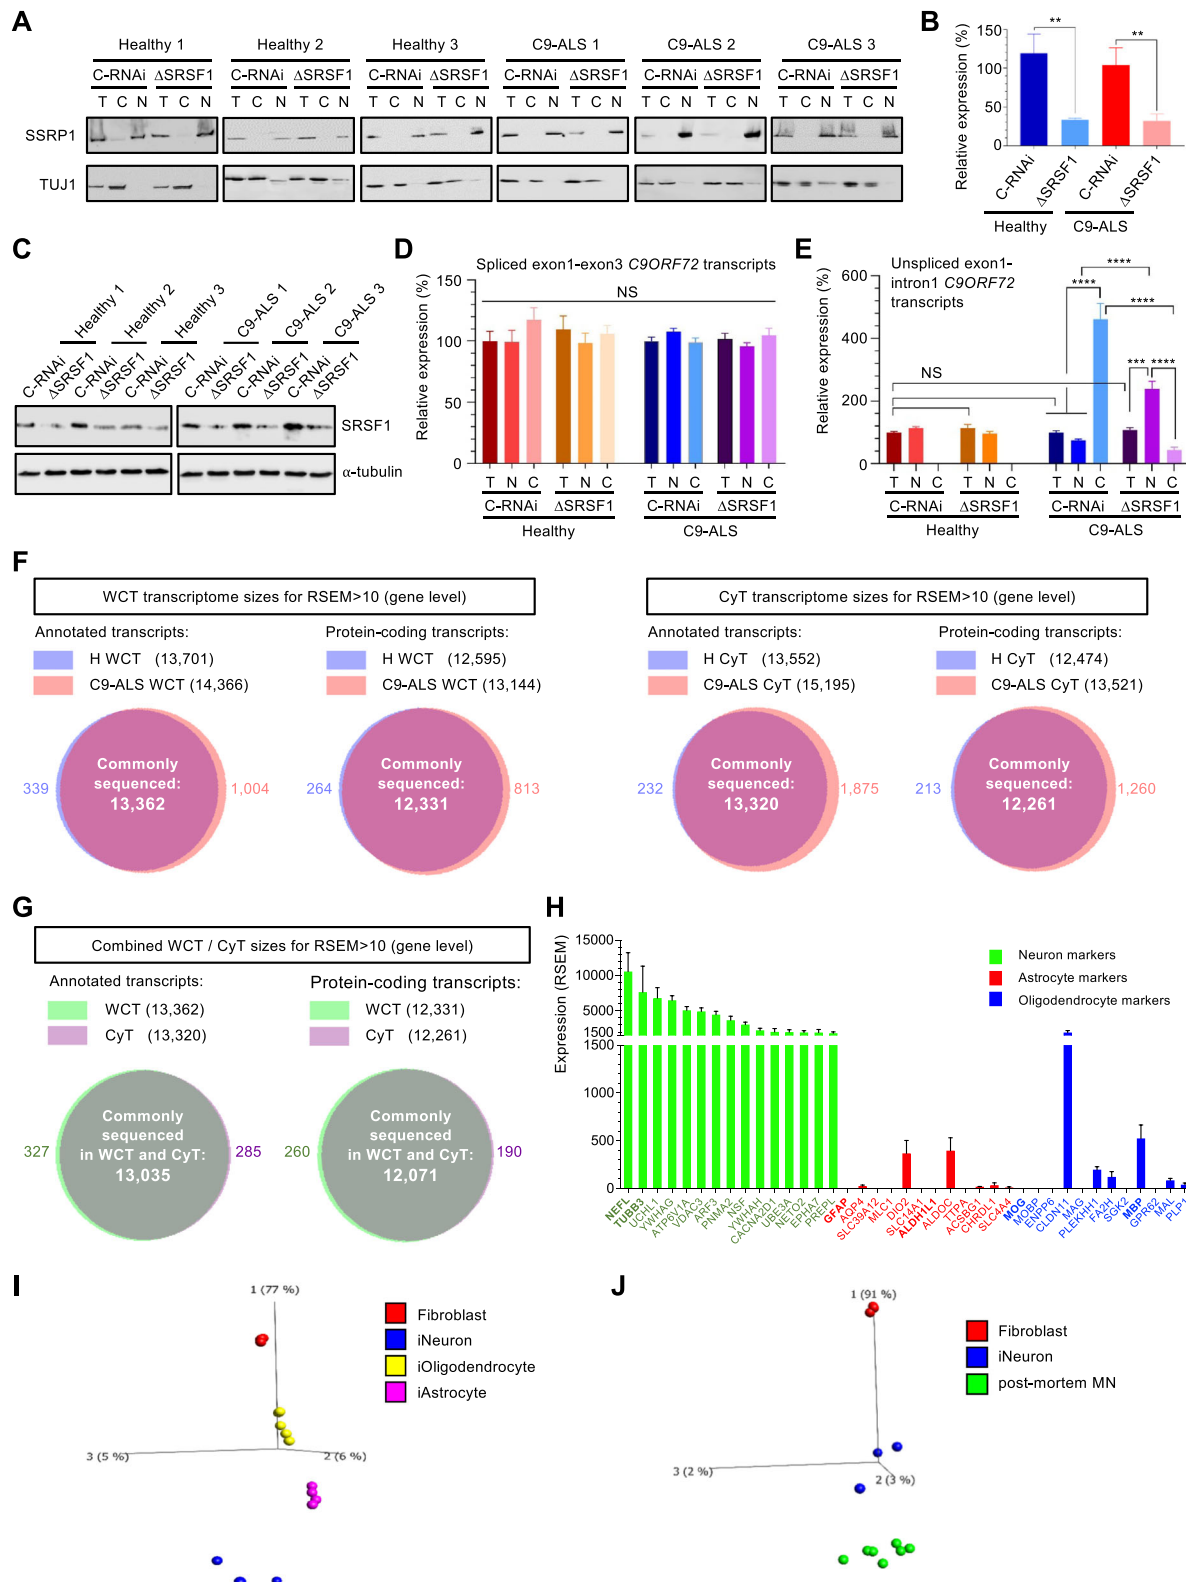 A
Healthy 1
Healthy 2
Healthy 3
C9-ALS 1
C9-ALS 2
C9-ALS 3
C-RNAi ΔSRSF1 C-RNAi ΔSRSF1 C-RNAi ΔSRSF1 C-RNAi ΔSRSF1 C-RNAi ΔSRSF1 C-RNAi ΔSRSF1
T C N T C N T C N T C N T C N T C N T C N T C N T C N T C N T C N T C N
SSRP1
TUJ1
B
Relative expression (%)
150
100
50
0
** **
C-RNAi ΔSRSF1 C-RNAi ΔSRSF1
Healthy C9-ALS
C
Healthy 1 Healthy 2 Healthy 3 C9-ALS 1 C9-ALS 2 C9-ALS 3
C-RNAi ΔSRSF1 C-RNAi ΔSRSF1 C-RNAi ΔSRSF1 C-RNAi ΔSRSF1 C-RNAi ΔSRSF1 C-RNAi ΔSRSF1
SRSF1
α-tubulin
D
Spliced exon1-exon3 C9ORF72 transcripts
NS
Relative expression (%)
150
100
50
0
T N C T N C T N C T N C
C-RNAi ΔSRSF1 C-RNAi ΔSRSF1
Healthy C9-ALS
E
Unspliced exon1-
intron1 C9ORF72
transcripts
Relative expression (%)
600
400
200
100
0
NS
****
****
****
*** ****
T N C T N C T N C T N C
C-RNAi ΔSRSF1 C-RNAi ΔSRSF1
Healthy C9-ALS
F
WCT transcriptome sizes for RSEM>10 (gene level)
Annotated transcripts:
H WCT (13,701)
C9-ALS WCT (14,366)
339
Commonly
sequenced:
13,362
1,004
Protein-coding transcripts:
H WCT (12,595)
C9-ALS WCT (13,144)
264
Commonly
sequenced:
12,331
813
CyT transcriptome sizes for RSEM>10 (gene level)
Annotated transcripts:
H CyT (13,552)
C9-ALS CyT (15,195)
232
Commonly
sequenced:
13,320
1,875
Protein-coding transcripts:
H CyT (12,474)
C9-ALS CyT (13,521)
213
Commonly
sequenced:
12,261
1,260
G
Combined WCT / CyT sizes for RSEM>10 (gene level)
Annotated transcripts:
WCT (13,362)
CyT (13,320)
327
Commonly
sequenced
in WCT and CyT:
13,035
285
Protein-coding transcripts:
WCT (12,331)
CyT (12,261)
260
Commonly
sequenced
in WCT and CyT:
12,071
190
H
Expression (RSEM)
15000
10000
5000
1500
1500
1000
500
0
Neuron markers
Astrocyte markers
Oligodendrocyte markers
NEFL
TUBB3
UCHL1
YWHAG
ATP6V1A
VDAC3
ARF3
PNMA2
NSF
YWHAH
CACNA2D1
UBE3A
NETO2
EPHA7
PREPL
GFAP
AQP4
SLC39A12
MLC1
DIO2
SLC14A1
ALDH1L1
ALDOC
TTPA
ACSBG1
CHRDL1
SLC4A4
MOG
MOBP
ENPP6
CLDN11
MAG
PLEKHH1
FA2H
SGK2
MBP
GPR62
MAL
PLP1
I
1 (77 %)
3 (5 %)
2 (6 %)
Fibroblast
iNeuron
iOligodendrocyte
iAstrocyte
J
1 (91 %)
3 (2 %)
2 (3 %)
Fibroblast
iNeuron
post-mortem MN